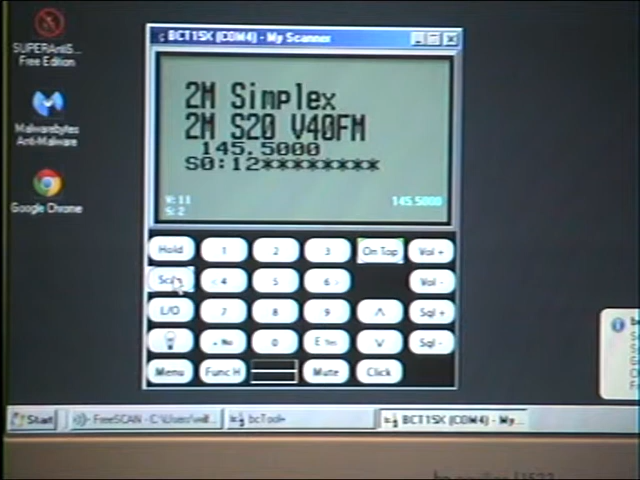 SUPERAntiS...
Free Edition
Malwarebytes
Anti-Malware
Google Chrome
BCT15X (COM4) - My Scanner
2M Simplex
2M S20 V40FM
145.5000
S0:12********
V:11
S:2
145.5000
Hold 1 2 3 On Top Vol +
Scan < 4 5 6 > Vol -
L/O 7 8 9 Λ Sql +
. No 0 E Yes V Sql -
Menu Func H Mute Click
Start FreeSCAN - C:\Users\will... bcTool+ BCT15X (COM4) - My...